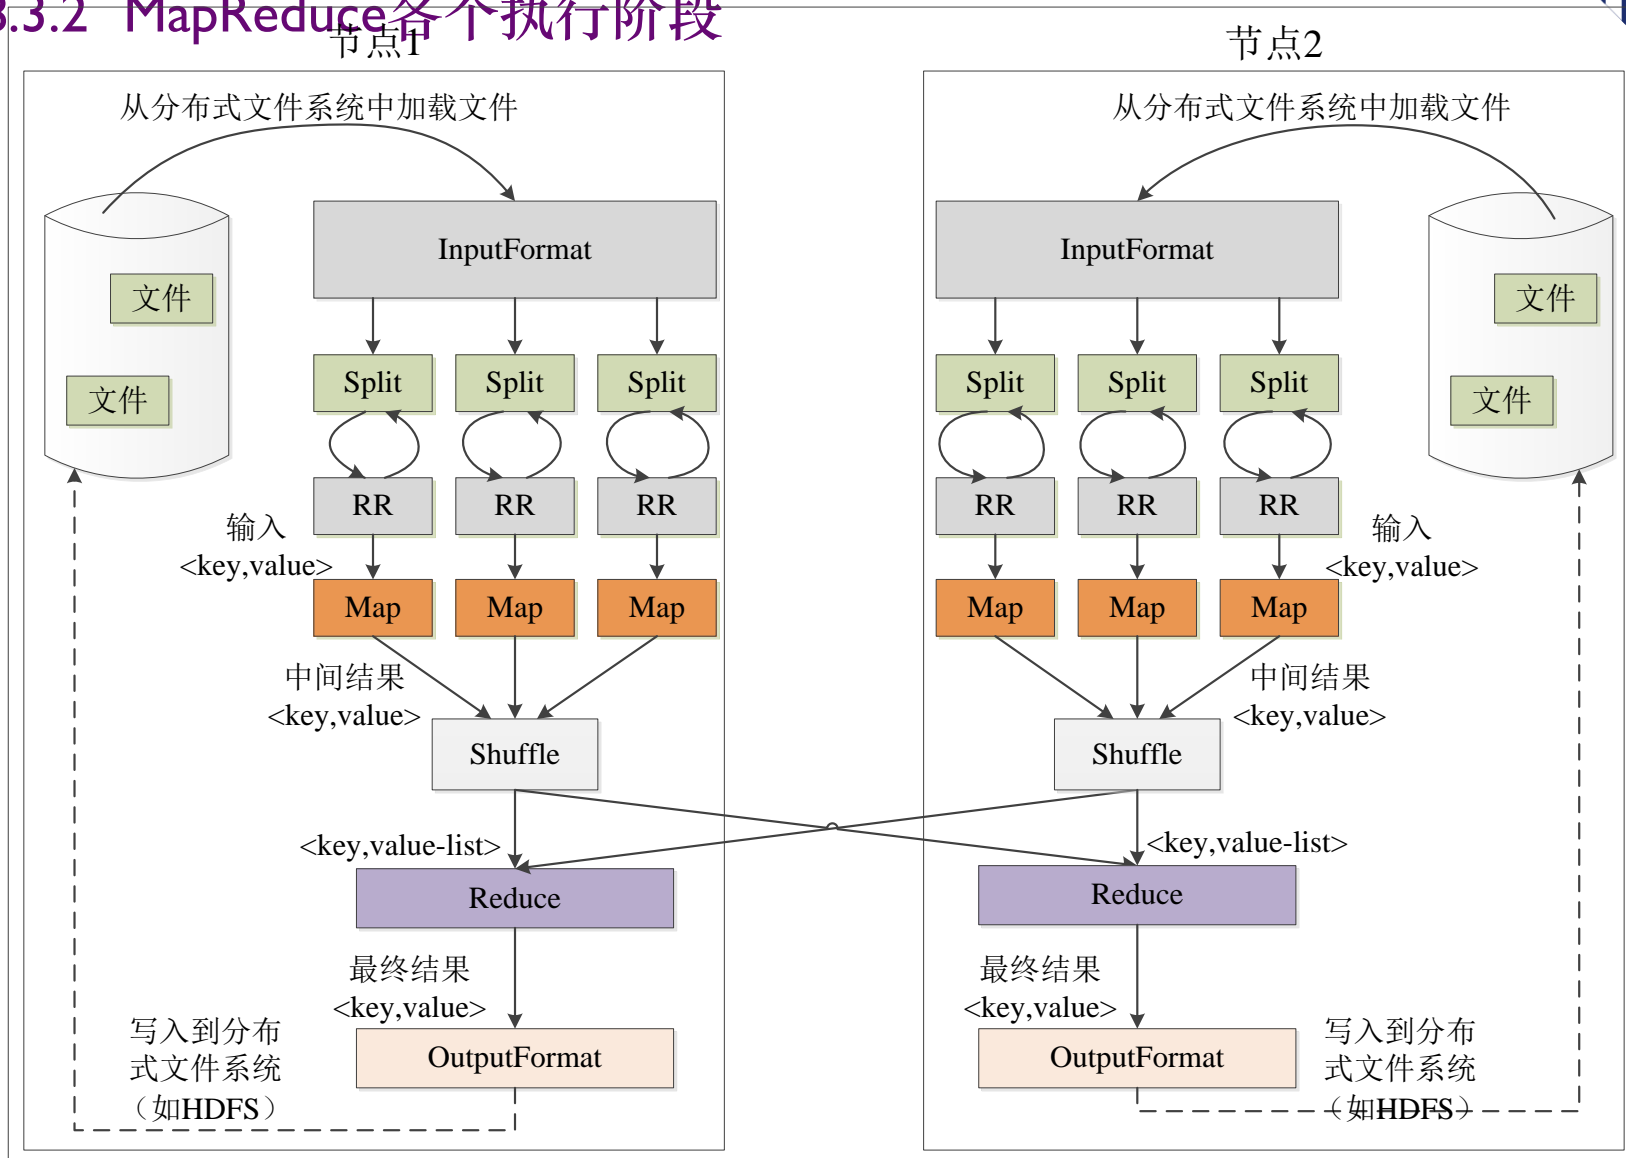 8.3.2 MapReduce各个执行阶段
节点1
节点2
从分布式文件系统中加载文件
从分布式文件系统中加载文件
InputFormat
InputFormat
文件
文件
文件
文件
Split
Split
Split
Split
Split
Split
RR
RR
RR
RR
RR
RR
输入
<key,value>
输入
<key,value>
Map
Map
Map
Map
Map
Map
中间结果
<key,value>
中间结果
<key,value>
Shuffle
Shuffle
<key,value-list>
<key,value-list>
Reduce
Reduce
最终结果
<key,value>
最终结果
<key,value>
写入到分布
式文件系统
（如HDFS）
OutputFormat
OutputFormat
写入到分布
式文件系统
（如HDFS）